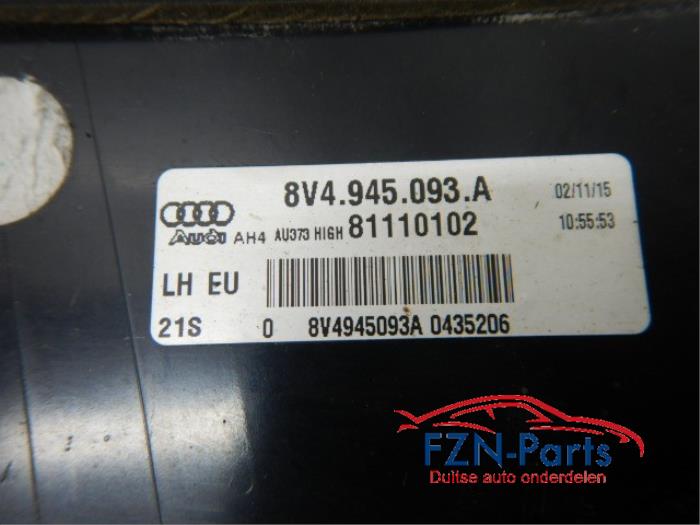 8V4.945.093.A 02/11/15
Audi AH4 AU373 HIGH 81110102 10:55:53
LH EU
21S 0 8V4945093A 0435206
FZN-Parts
Duitse auto onderdelen